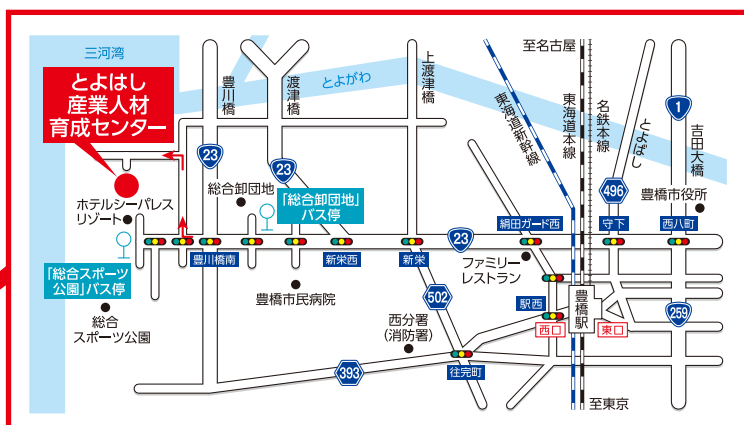 三河湾
とよはし
産業人材
育成センター
ホテルシーパレス
リゾート
「総合スポーツ
公園」バス停
総合
スポーツ公園
豊川橋
渡津橋
とよがわ
上渡津橋
至名古屋
東海道新幹線
東海道本線
名鉄本線
とよばし
吉田大橋
1
23
23
総合卸団地
「総合卸団地」
バス停
496
豊橋市役所
絹田ガード西
守下
西八町
23
豊川橋南
新栄西
新栄
ファミリー
レストラン
豊橋市民病院
502
駅西
豊橋駅
西口
東口
259
西分署
(消防署)
393
往完町
至東京